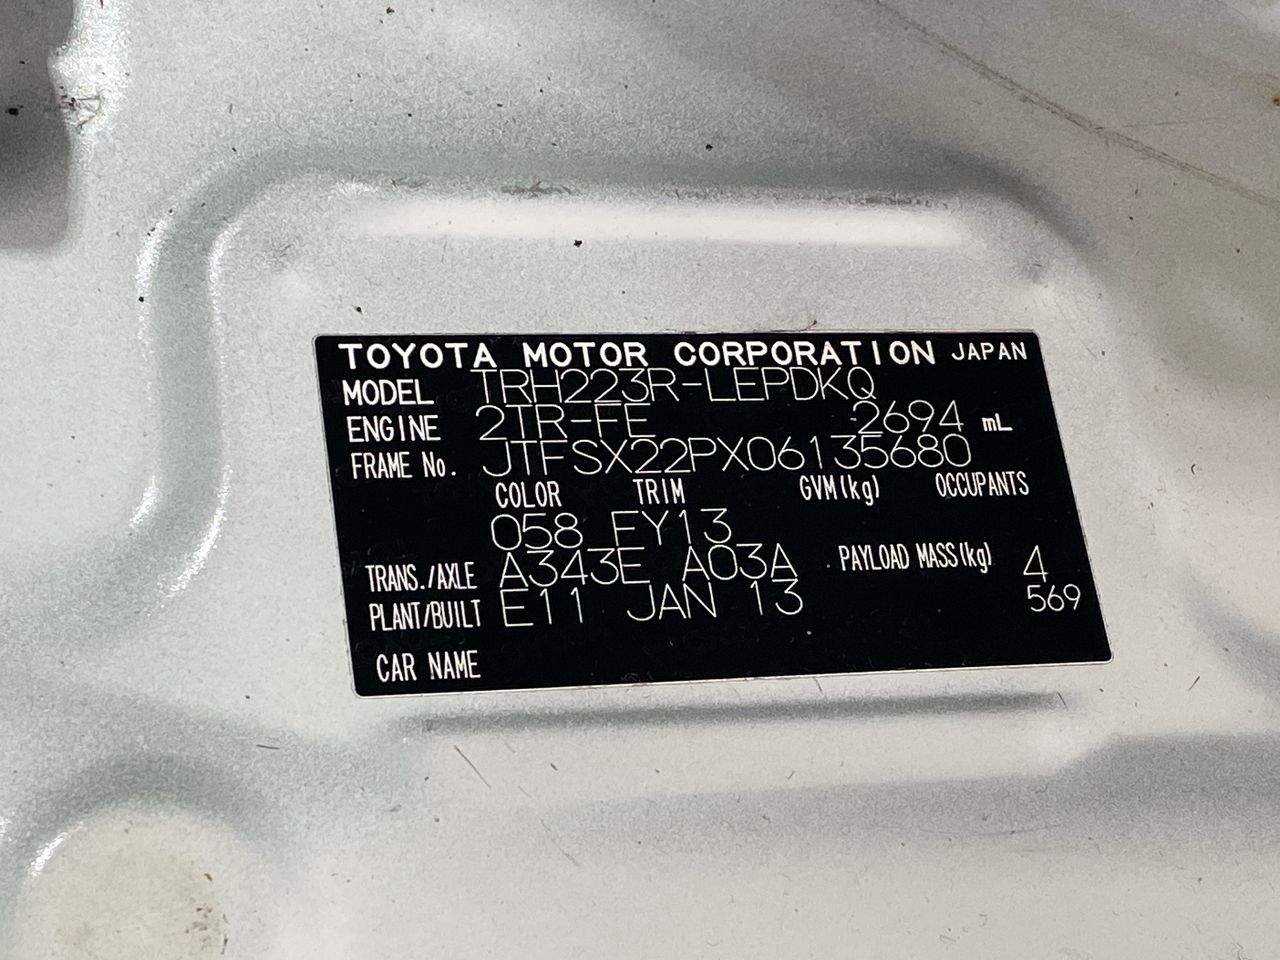 TOYOTA MOTOR CORPORATION JAPAN
MODEL TRH223R-LEPDKQ
ENGINE 2TR-FE 2694 mL
FRAME No. JTFSX22PX06135680
COLOR TRIM GVM(kg) OCCUPANTS
058 FY13
TRANS./AXLE A343E A03A PAYLOAD MASS(kg) 4
PLANT/BUILT E11 JAN 13 569
CAR NAME